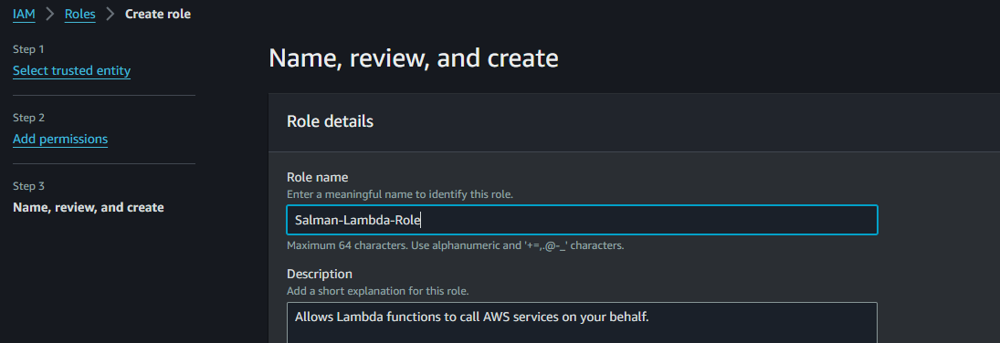 IAM > Roles > Create role
Step 1
Select trusted entity
Step 2
Add permissions
Step 3
Name, review, and create
Name, review, and create
Role details
Role name
Enter a meaningful name to identify this role.
Salman-Lambda-Role
Maximum 64 characters. Use alphanumeric and '+=,.@-_' characters.
Description
Add a short explanation for this role.
Allows Lambda functions to call AWS services on your behalf.